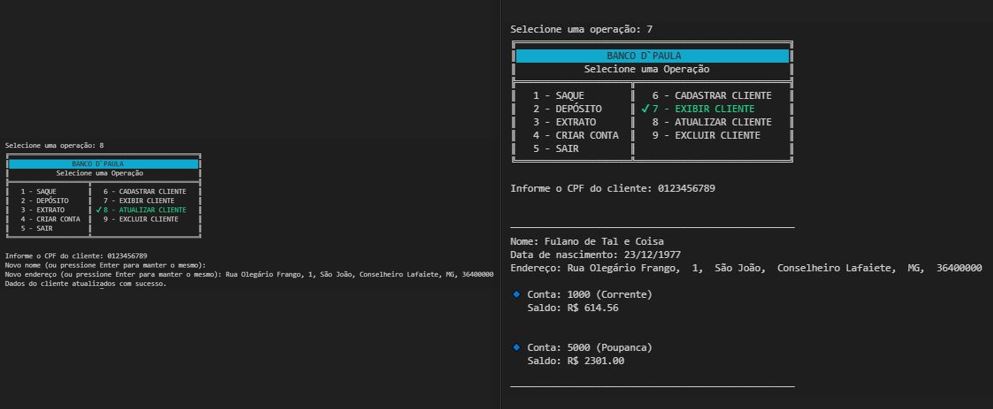 Selecione uma operação: 8
BANCO D`PAULA
Selecione uma Operação
1 - SAQUE 6 - CADASTRAR CLIENTE
2 - DEPÓSITO 7 - EXIBIR CLIENTE
3 - EXTRATO ✓ 8 - ATUALIZAR CLIENTE
4 - CRIAR CONTA 9 - EXCLUIR CLIENTE
5 - SAIR
Informe o CPF do cliente: 0123456789
Novo nome (ou pressione Enter para manter o mesmo):
Novo endereço (ou pressione Enter para manter o mesmo): Rua Olegário Frango, 1, São João, Conselheiro Lafaiete, MG, 36400000
Dados do cliente atualizados com sucesso.
Selecione uma operação: 7
BANCO D`PAULA
Selecione uma Operação
1 - SAQUE 6 - CADASTRAR CLIENTE
2 - DEPÓSITO ✓ 7 - EXIBIR CLIENTE
3 - EXTRATO 8 - ATUALIZAR CLIENTE
4 - CRIAR CONTA 9 - EXCLUIR CLIENTE
5 - SAIR
Informe o CPF do cliente: 0123456789
Nome: Fulano de Tal e Coisa
Data de nascimento: 23/12/1977
Endereço: Rua Olegário Frango,  1,  São João,  Conselheiro Lafaiete,  MG,  36400000
Conta: 1000 (Corrente)
Saldo: R$ 614.56
Conta: 5000 (Poupanca)
Saldo: R$ 2301.00